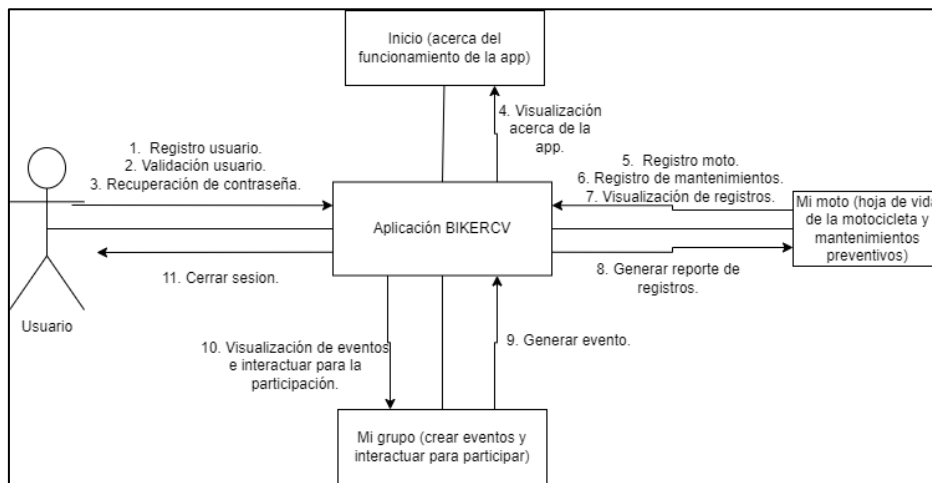 Inicio (acerca del
funcionamiento de la app)
4. Visualización
acerca de la
app.
1. Registro usuario.
2. Validación usuario.
3. Recuperación de contraseña.
5. Registro moto.
6. Registro de mantenimientos.
7. Visualización de registros.
Aplicación BIKERCV
Mi moto (hoja de vida
de la motocicleta y
mantenimientos
preventivos)
11. Cerrar sesion.
8. Generar reporte de
registros.
Usuario
10. Visualización de eventos
e interactuar para la
participación.
9. Generar evento.
Mi grupo (crear eventos y
interactuar para participar)